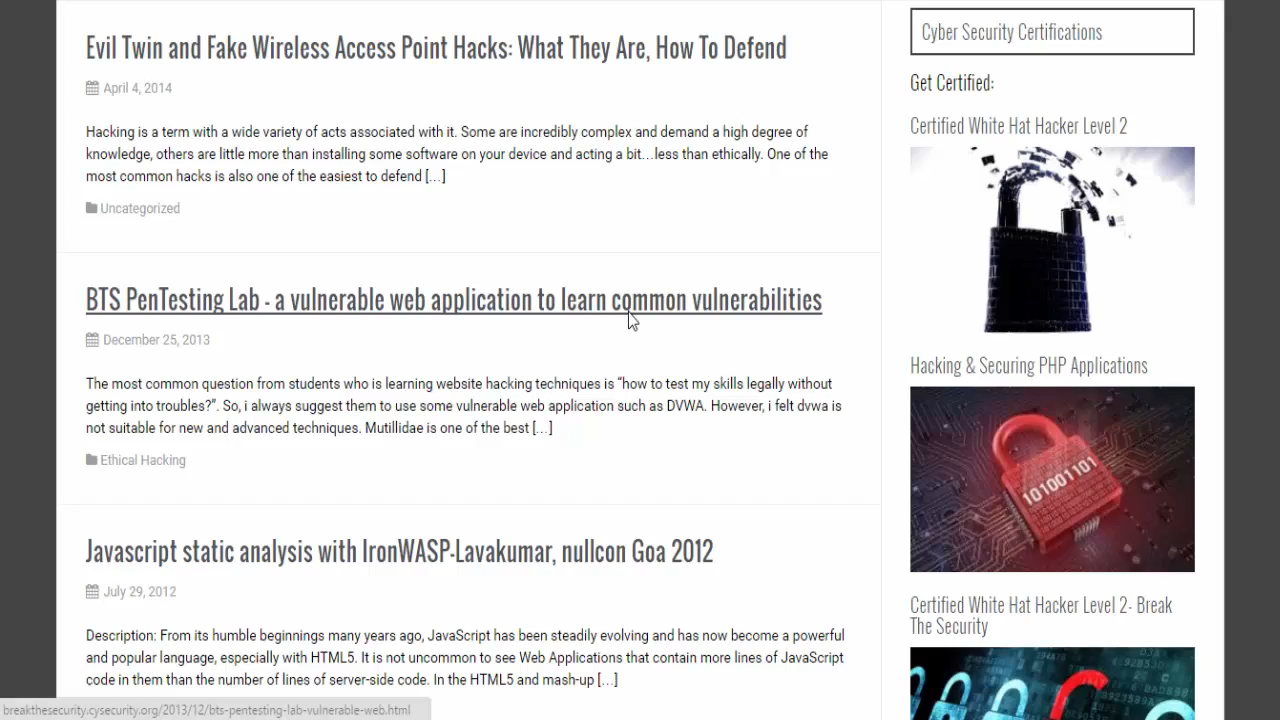 Evil Twin and Fake Wireless Access Point Hacks: What They Are, How To Defend
April 4, 2014
Hacking is a term with a wide variety of acts associated with it. Some are incredibly complex and demand a high degree of
knowledge, others are little more than installing some software on your device and acting a bit…less than ethically. One of the
most common hacks is also one of the easiest to defend […]
Uncategorized
BTS PenTesting Lab - a vulnerable web application to learn common vulnerabilities
December 25, 2013
The most common question from students who is learning website hacking techniques is “how to test my skills legally without
getting into troubles?”. So, i always suggest them to use some vulnerable web application such as DVWA. However, i felt dvwa is
not suitable for new and advanced techniques. Mutillidae is one of the best […]
Ethical Hacking
Javascript static analysis with IronWASP-Lavakumar, nullcon Goa 2012
July 29, 2012
Description: From its humble beginnings many years ago, JavaScript has been steadily evolving and has now become a powerful
and popular language, especially with HTML5. It is not uncommon to see Web Applications that contain more lines of JavaScript
code in them than the number of lines of server-side code. In the HTML5 and mash-up […]
breakthesecurity.cysecurity.org/2013/12/bts-pentesting-lab-vulnerable-web.html
Cyber Security Certifications
Get Certified:
Certified White Hat Hacker Level 2
Hacking & Securing PHP Applications
101001101
Certified White Hat Hacker Level 2- Break
The Security